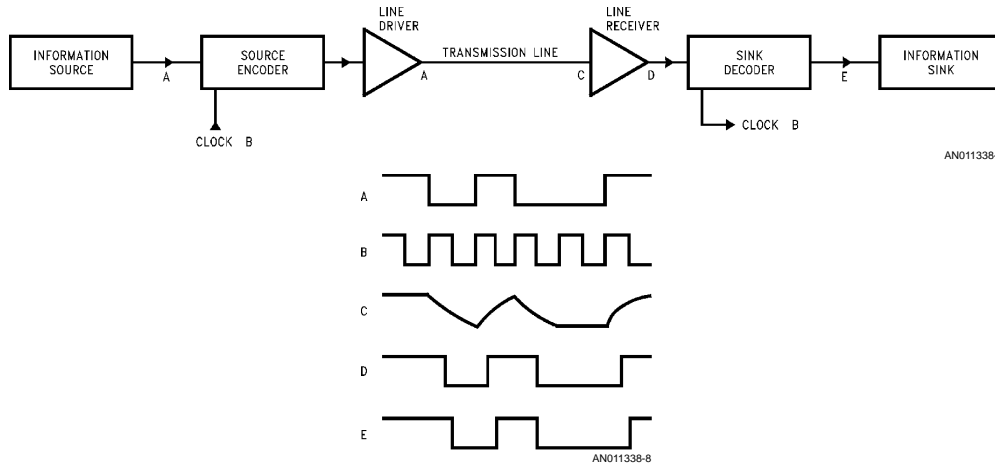 LINE
DRIVER
LINE
RECEIVER
INFORMATION
SOURCE
A
SOURCE
ENCODER
A
TRANSMISSION LINE
C
D
SINK
DECODER
E
INFORMATION
SINK
CLOCK B
CLOCK B
AN011338-
A
B
C
D
E
AN011338-8